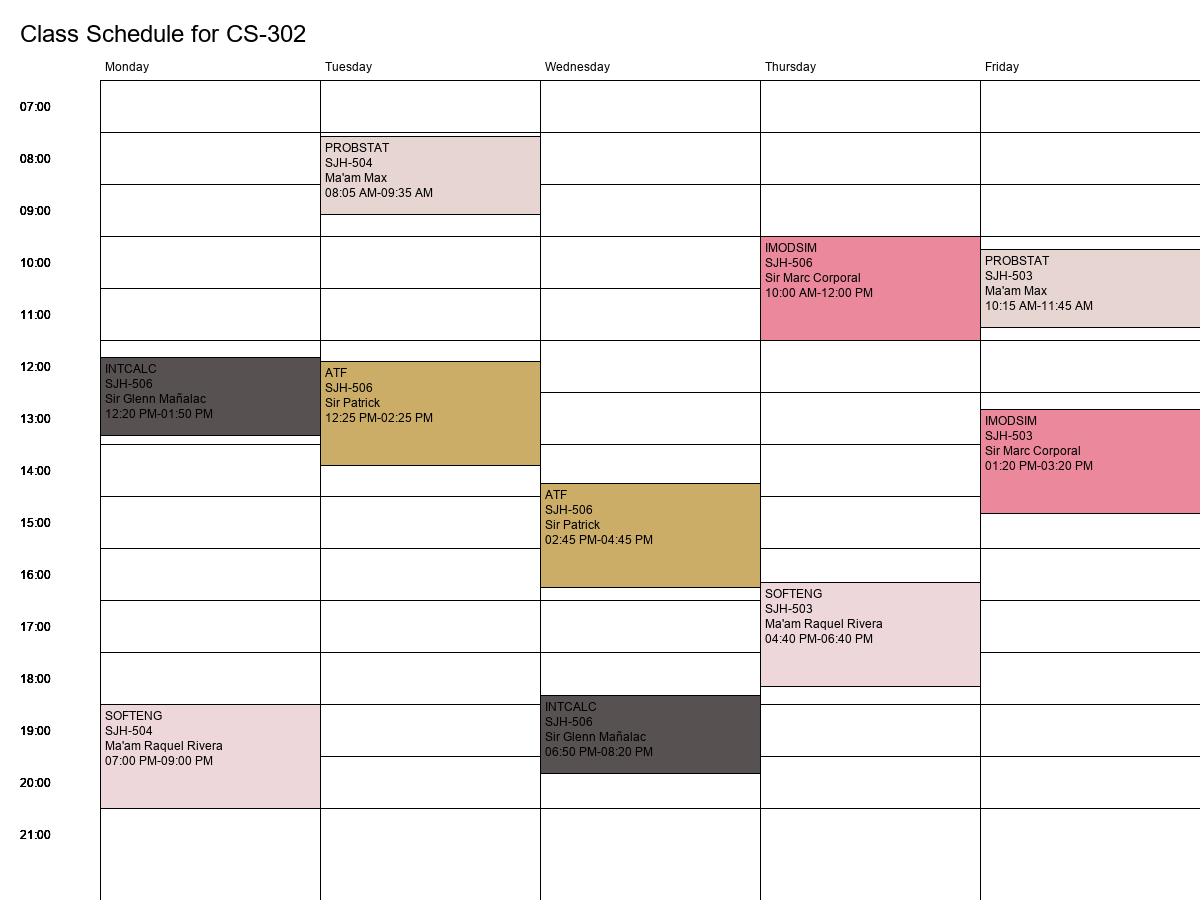 Class Schedule for CS-302
Monday
Tuesday
Wednesday
Thursday
Friday
07:00
08:00
09:00
10:00
11:00
12:00
13:00
14:00
15:00
16:00
17:00
18:00
19:00
20:00
21:00
INTCALC
SJH-506
Sir Glenn Mañalac
12:20 PM-01:50 PM
SOFTENG
SJH-504
Ma'am Raquel Rivera
07:00 PM-09:00 PM
PROBSTAT
SJH-504
Ma'am Max
08:05 AM-09:35 AM
ATF
SJH-506
Sir Patrick
12:25 PM-02:25 PM
ATF
SJH-506
Sir Patrick
02:45 PM-04:45 PM
INTCALC
SJH-506
Sir Glenn Mañalac
06:50 PM-08:20 PM
IMODSIM
SJH-506
Sir Marc Corporal
10:00 AM-12:00 PM
SOFTENG
SJH-503
Ma'am Raquel Rivera
04:40 PM-06:40 PM
PROBSTAT
SJH-503
Ma'am Max
10:15 AM-11:45 AM
IMODSIM
SJH-503
Sir Marc Corporal
01:20 PM-03:20 PM